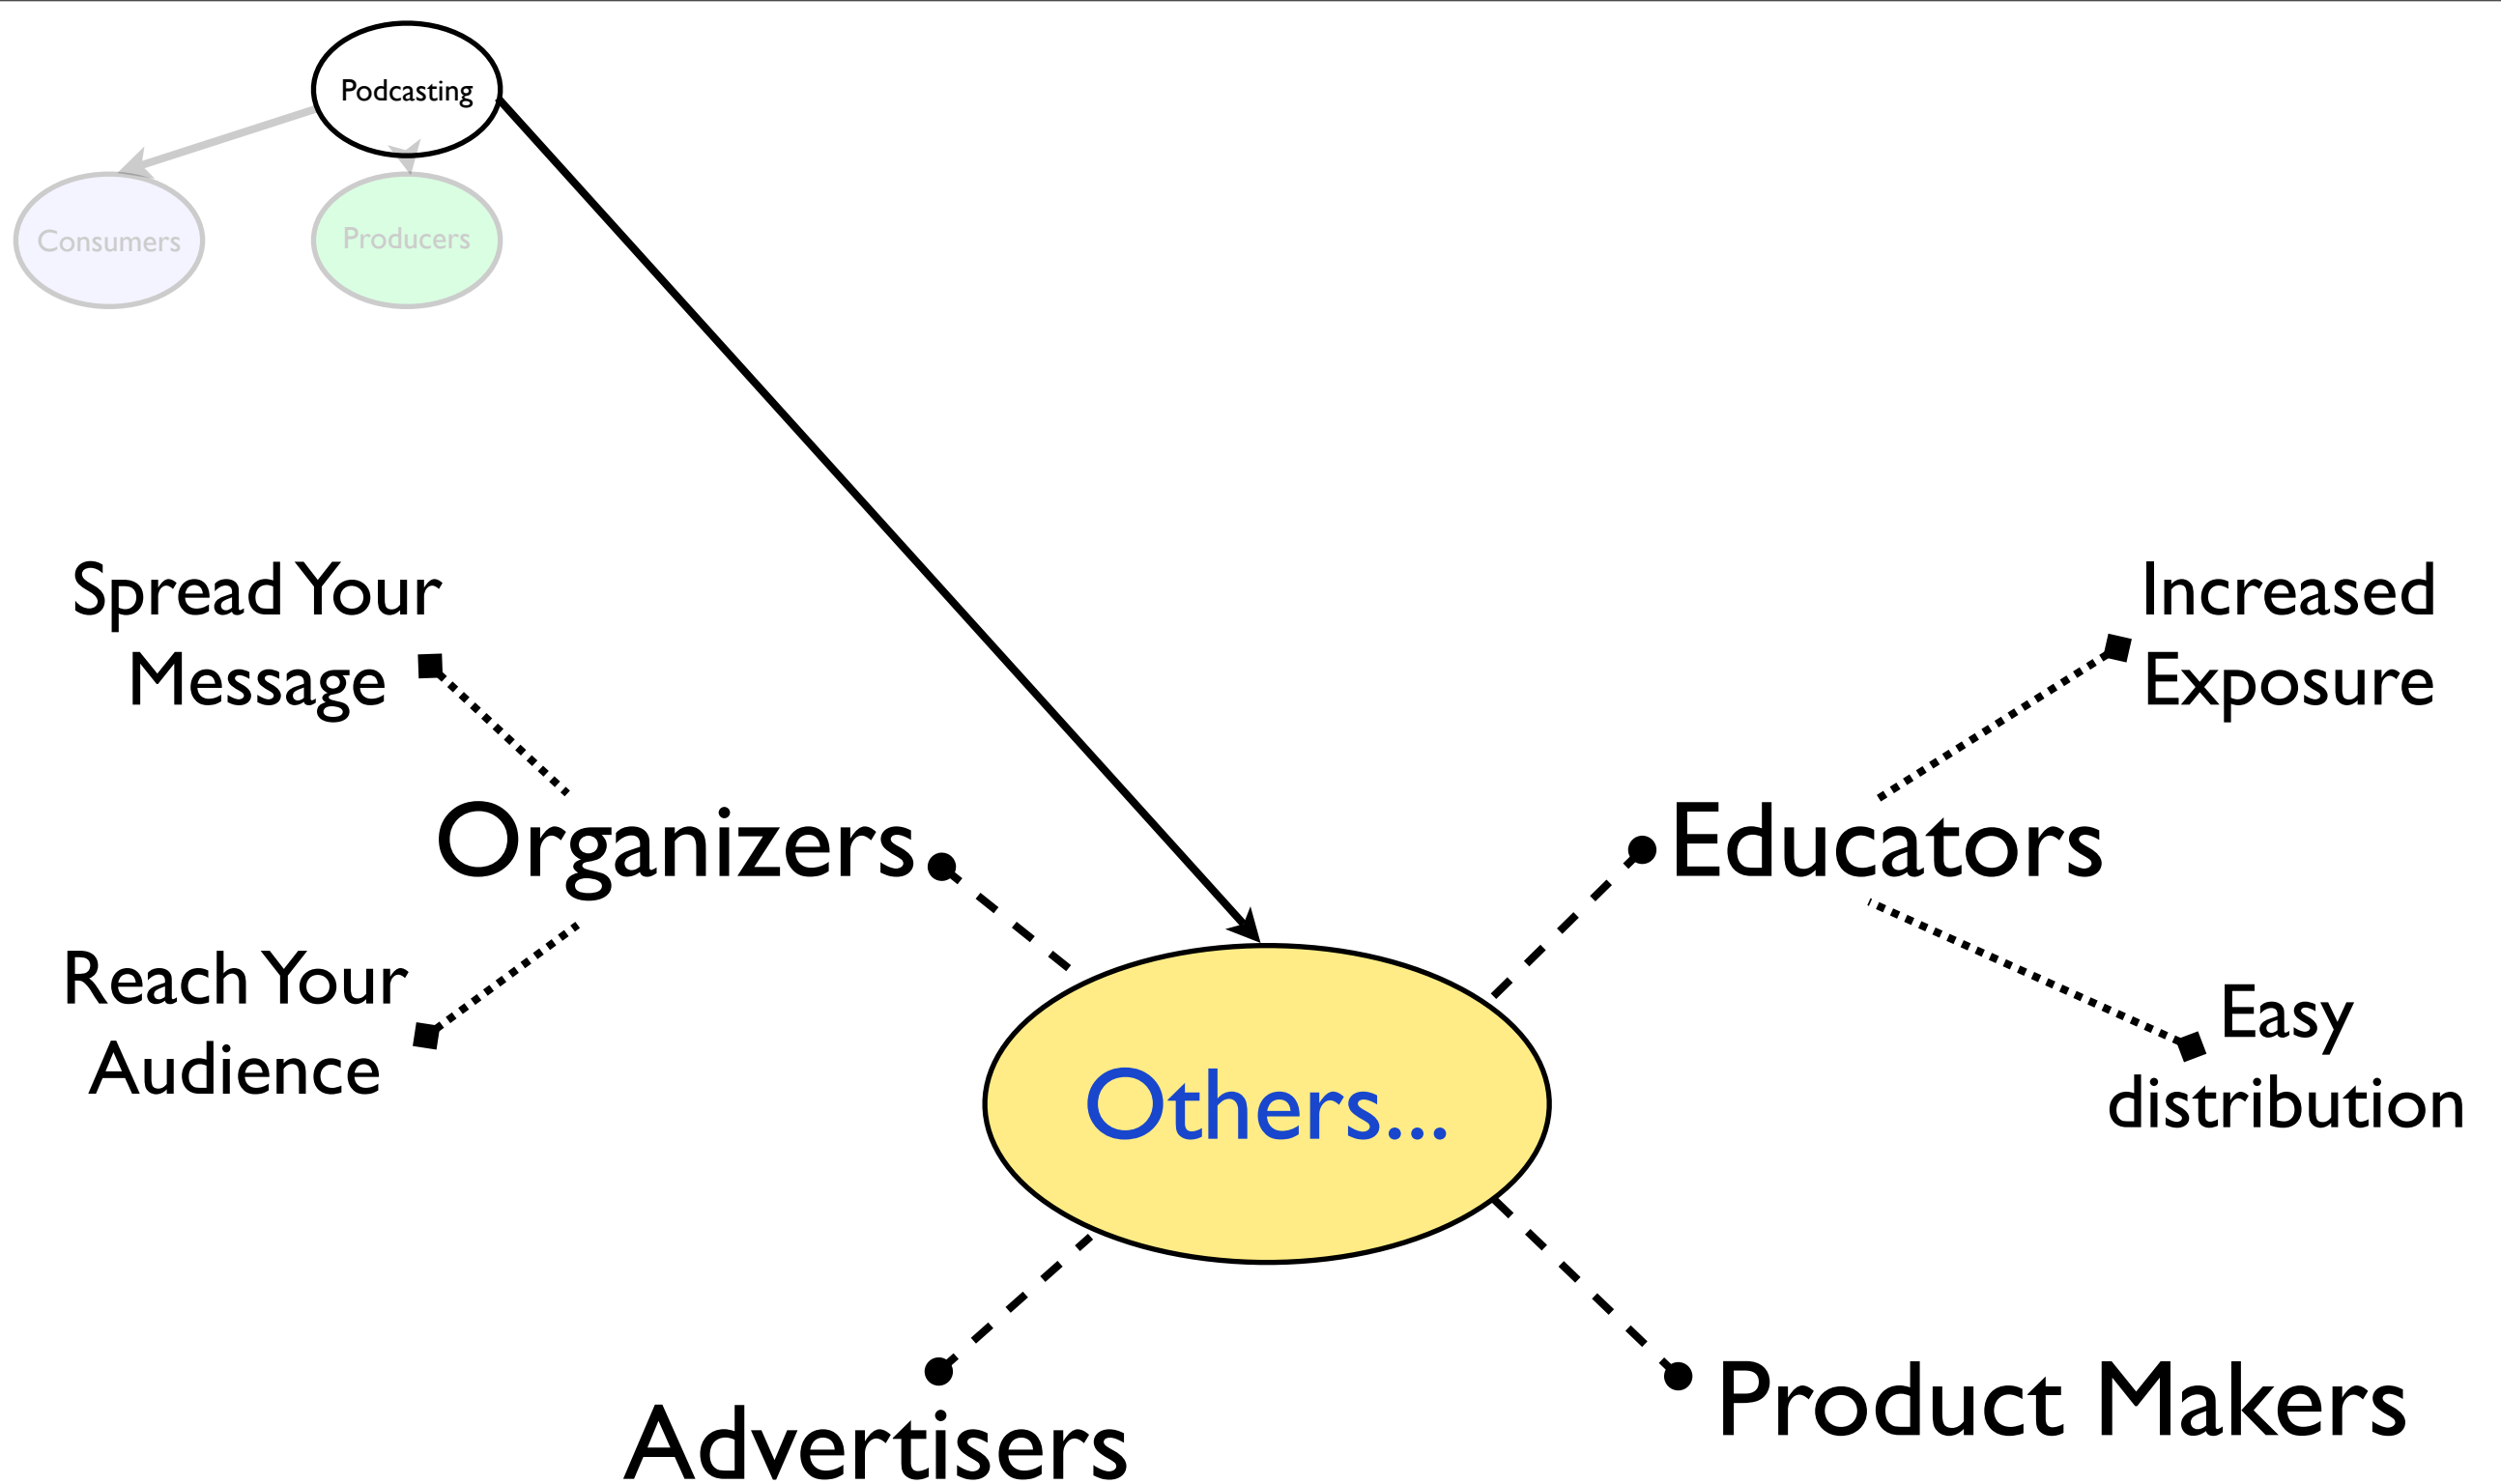 Podcasting
Consumers
Producers
Spread Your
Message
Increased
Exposure
Organizers
Educators
Reach Your
Audience
Easy
distribution
Others...
Advertisers
Product Makers